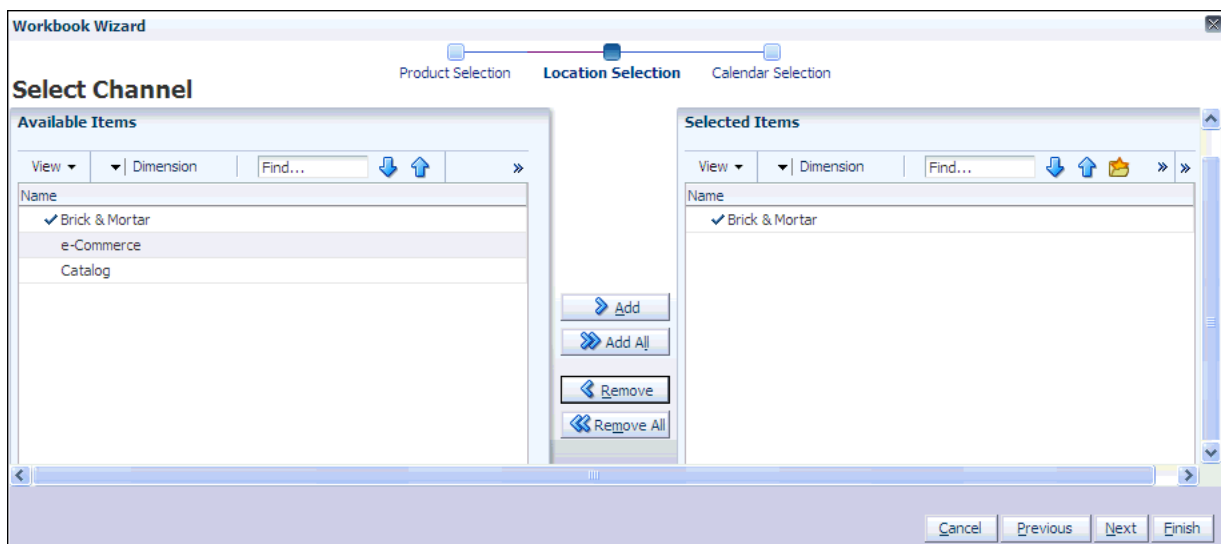 Workbook Wizard
Product Selection
Location Selection
Calendar Selection
Select Channel
Available Items
View
Dimension
Find...
»
Name
Brick & Mortar
e-Commerce
Catalog
Add
Add All
Remove
Remove All
Selected Items
View
Dimension
Find...
» »
Name
Brick & Mortar
Cancel
Previous
Next
Finish